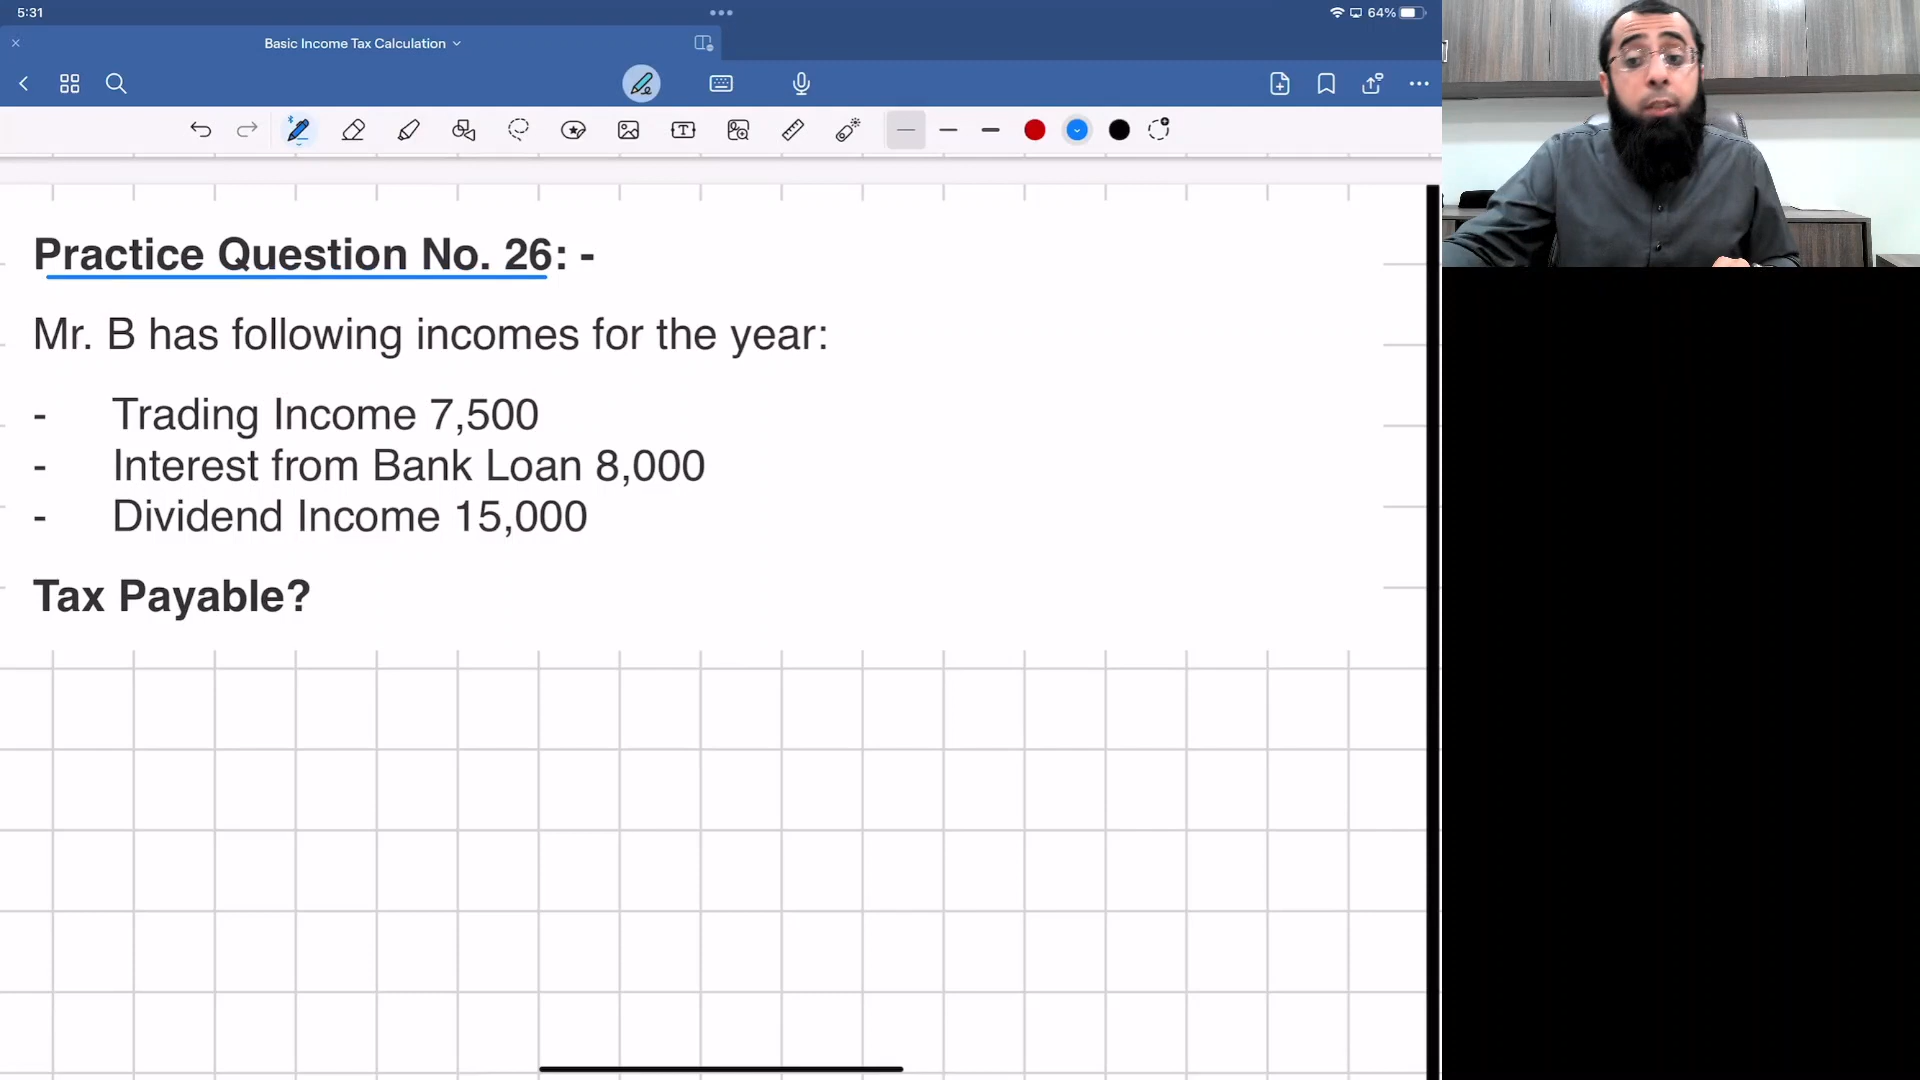 5:31
64%
Basic Income Tax Calculation
Practice Question No. 26: -
Mr. B has following incomes for the year:
- Trading Income 7,500
- Interest from Bank Loan 8,000
- Dividend Income 15,000
Tax Payable?